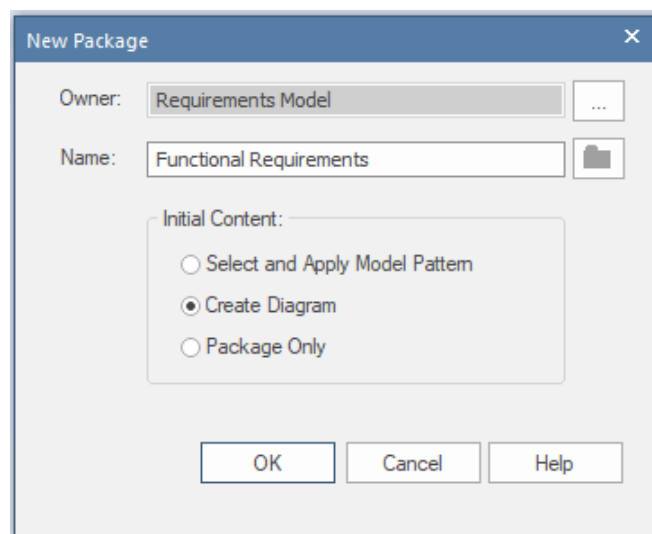 New Package
Owner: Requirements Model ...
Name: Functional Requirements
Initial Content:
Select and Apply Model Pattern
Create Diagram
Package Only
OK Cancel Help